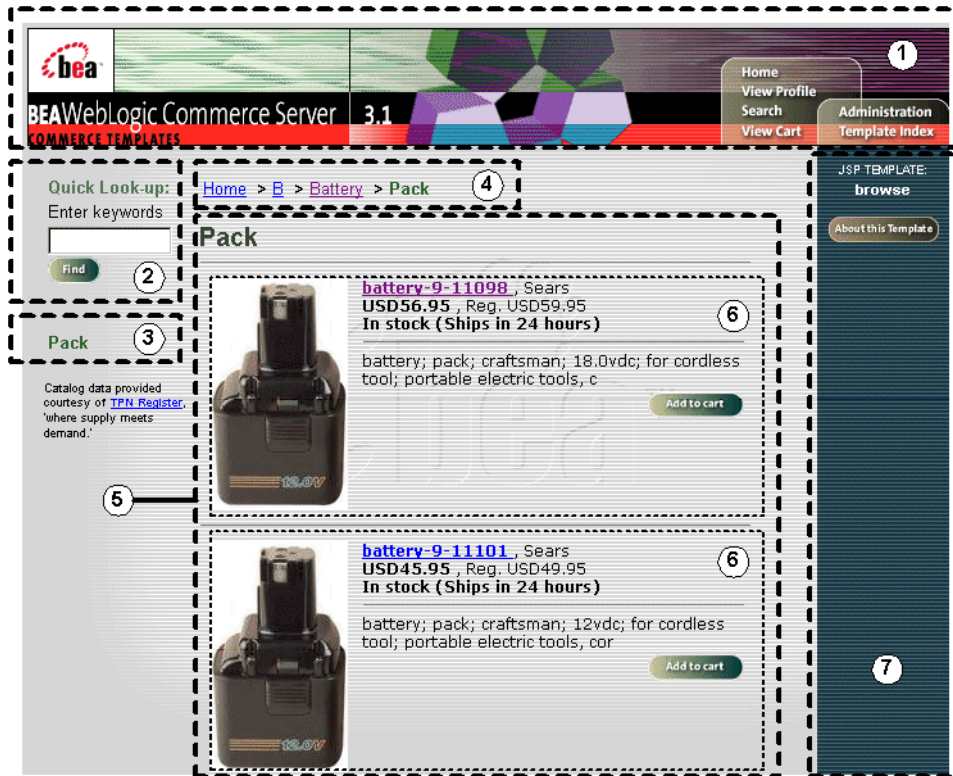 bea
BEAWebLogic Commerce Server 3.1
COMMERCE TEMPLATES
Home
View Profile
Search
View Cart
Administration
Template Index
1
Quick Look-up:
Enter keywords
Find
2
Pack
3
Catalog data provided
courtesy of TPN Register,
'where supply meets
demand.'
Home > B > Battery > Pack
4
Pack
5
battery-9-11098 , Sears
USD56.95 , Reg. USD59.95
In stock (Ships in 24 hours)
6
battery; pack; craftsman; 18.0vdc; for cordless
tool; portable electric tools, c
Add to cart
12.0V
bea
battery-9-11101 , Sears
USD45.95 , Reg. USD49.95
In stock (Ships in 24 hours)
6
battery; pack; craftsman; 12vdc; for cordless
tool; portable electric tools, cor
Add to cart
12.0V
JSP TEMPLATE:
browse
About this Template
7